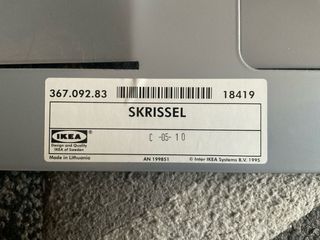 367.092.83 18419
SKRISSEL
IKEA
Design and Quality
IKEA of Sweden
C -05- 10
Made in Lithuania AN 199851 © Inter IKEA Systems B.V. 1995